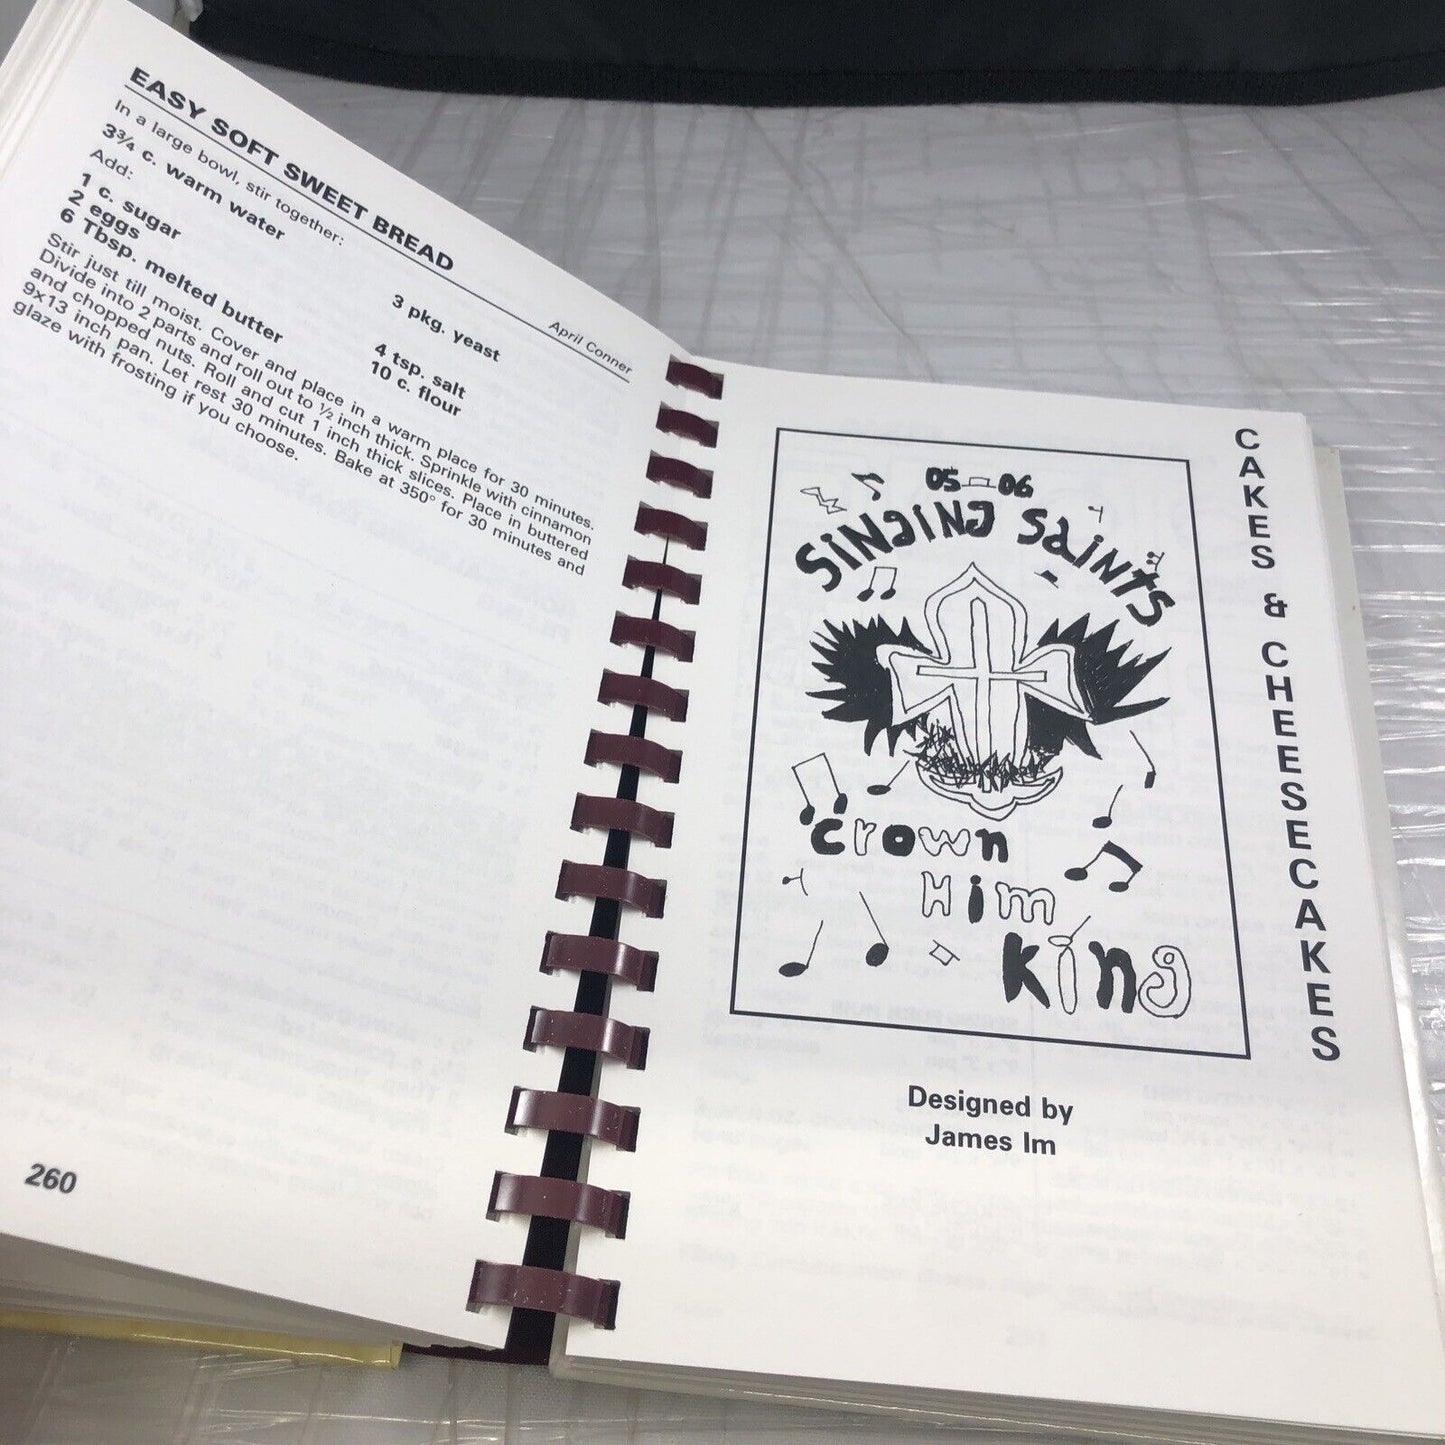 EASY SOFT SWEET BREAD
April Conner
In a large bowl, stir together:
3¾ c. warm water
3 pkg. yeast
Add:
1 c. sugar
4 tsp. salt
2 eggs
10 c. flour
6 Tbsp. melted butter
Stir just till moist. Cover and place in a warm place for 30 minutes.
Divide into 2 parts and roll out to ½ inch thick. Sprinkle with cinnamon
and chopped nuts. Roll and cut 1 inch thick slices. Place in buttered
9x13 inch pan. Let rest 30 minutes. Bake at 350° for 30 minutes and
glaze with frosting if you choose.
260
05-06
Singing Saints
Crown
Him
King
Designed by
James Im
CAKES & CHEESECAKES